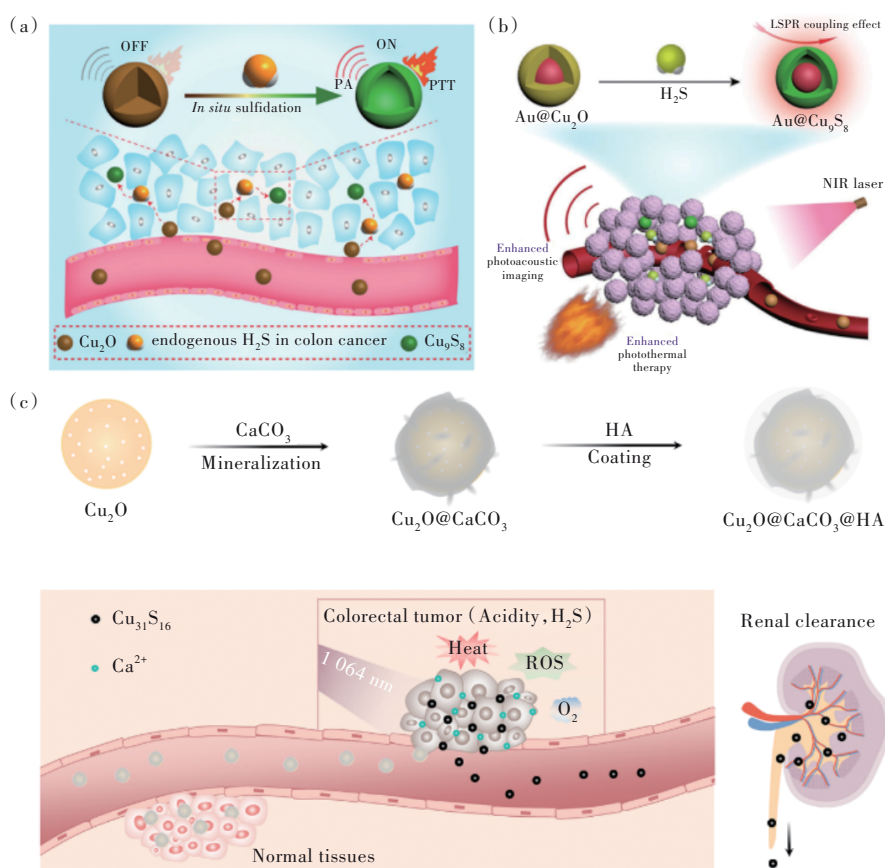 (a)
OFF
ON
PA
PTT
In situ sulfidation
Cu₂O
endogenous H₂S in colon cancer
Cu₉S₈
(b)
LSPR coupling effect
H₂S
Au@Cu₂O
Au@Cu₉S₈
NIR laser
Enhanced
photoacoustic
imaging
Enhanced
photothermal
therapy
(c)
Cu₂O
CaCO₃
Mineralization
Cu₂O@CaCO₃
HA
Coating
Cu₂O@CaCO₃@HA
Cu₃₁S₁₆
Ca²⁺
Colorectal tumor (Acidity, H₂S)
Heat
ROS
1 064 nm
O₂
Normal tissues
Renal clearance